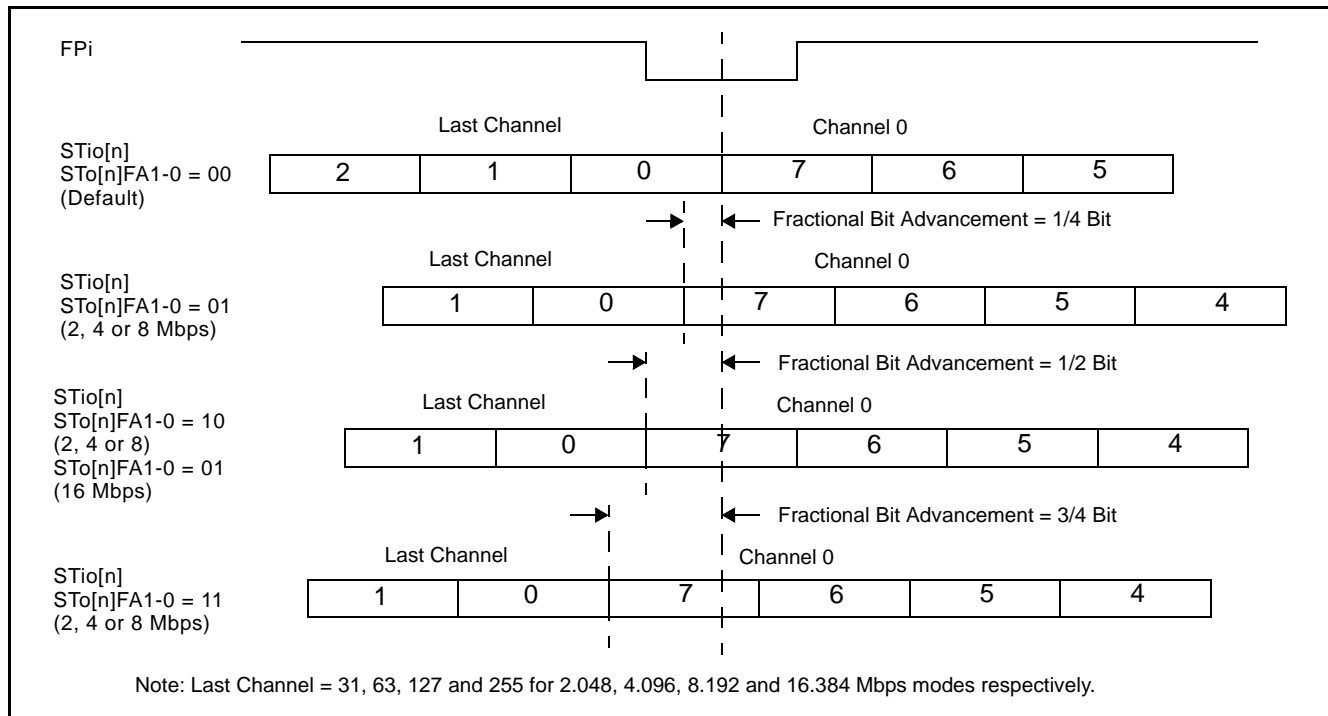 FPi
Last Channel
Channel 0
STio[n]
STo[n]FA1-0 = 00
(Default)
2 1 0 7 6 5
Fractional Bit Advancement = 1/4 Bit
Last Channel
Channel 0
STio[n]
STo[n]FA1-0 = 01
(2, 4 or 8 Mbps)
1 0 7 6 5 4
Fractional Bit Advancement = 1/2 Bit
Last Channel
Channel 0
STio[n]
STo[n]FA1-0 = 10
(2, 4 or 8)
STo[n]FA1-0 = 01
(16 Mbps)
1 0 7 6 5 4
Fractional Bit Advancement = 3/4 Bit
Last Channel
Channel 0
STio[n]
STo[n]FA1-0 = 11
(2, 4 or 8 Mbps)
1 0 7 6 5 4
Note: Last Channel = 31, 63, 127 and 255 for 2.048, 4.096, 8.192 and 16.384 Mbps modes respectively.